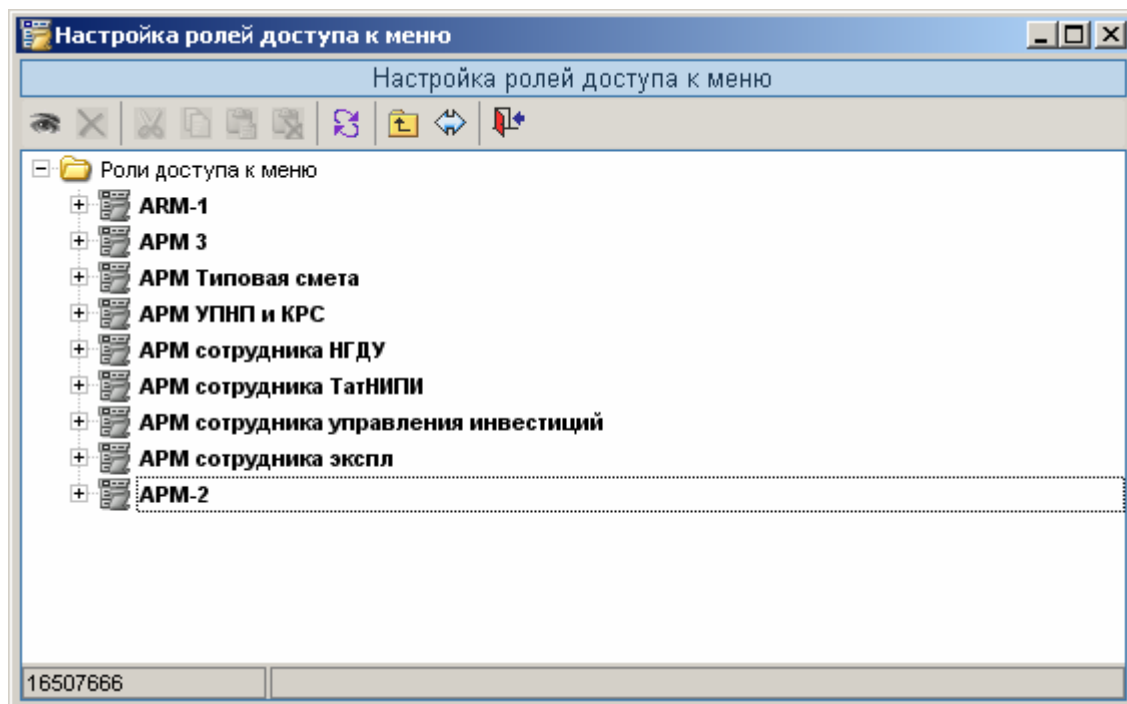 Настройка ролей доступа к меню
Настройка ролей доступа к меню
Роли доступа к меню
ARM-1
АРМ 3
АРМ Типовая смета
АРМ УПНП и КРС
АРМ сотрудника НГДУ
АРМ сотрудника ТатНИПИ
АРМ сотрудника управления инвестиций
АРМ сотрудника экспл
АРМ-2
16507666